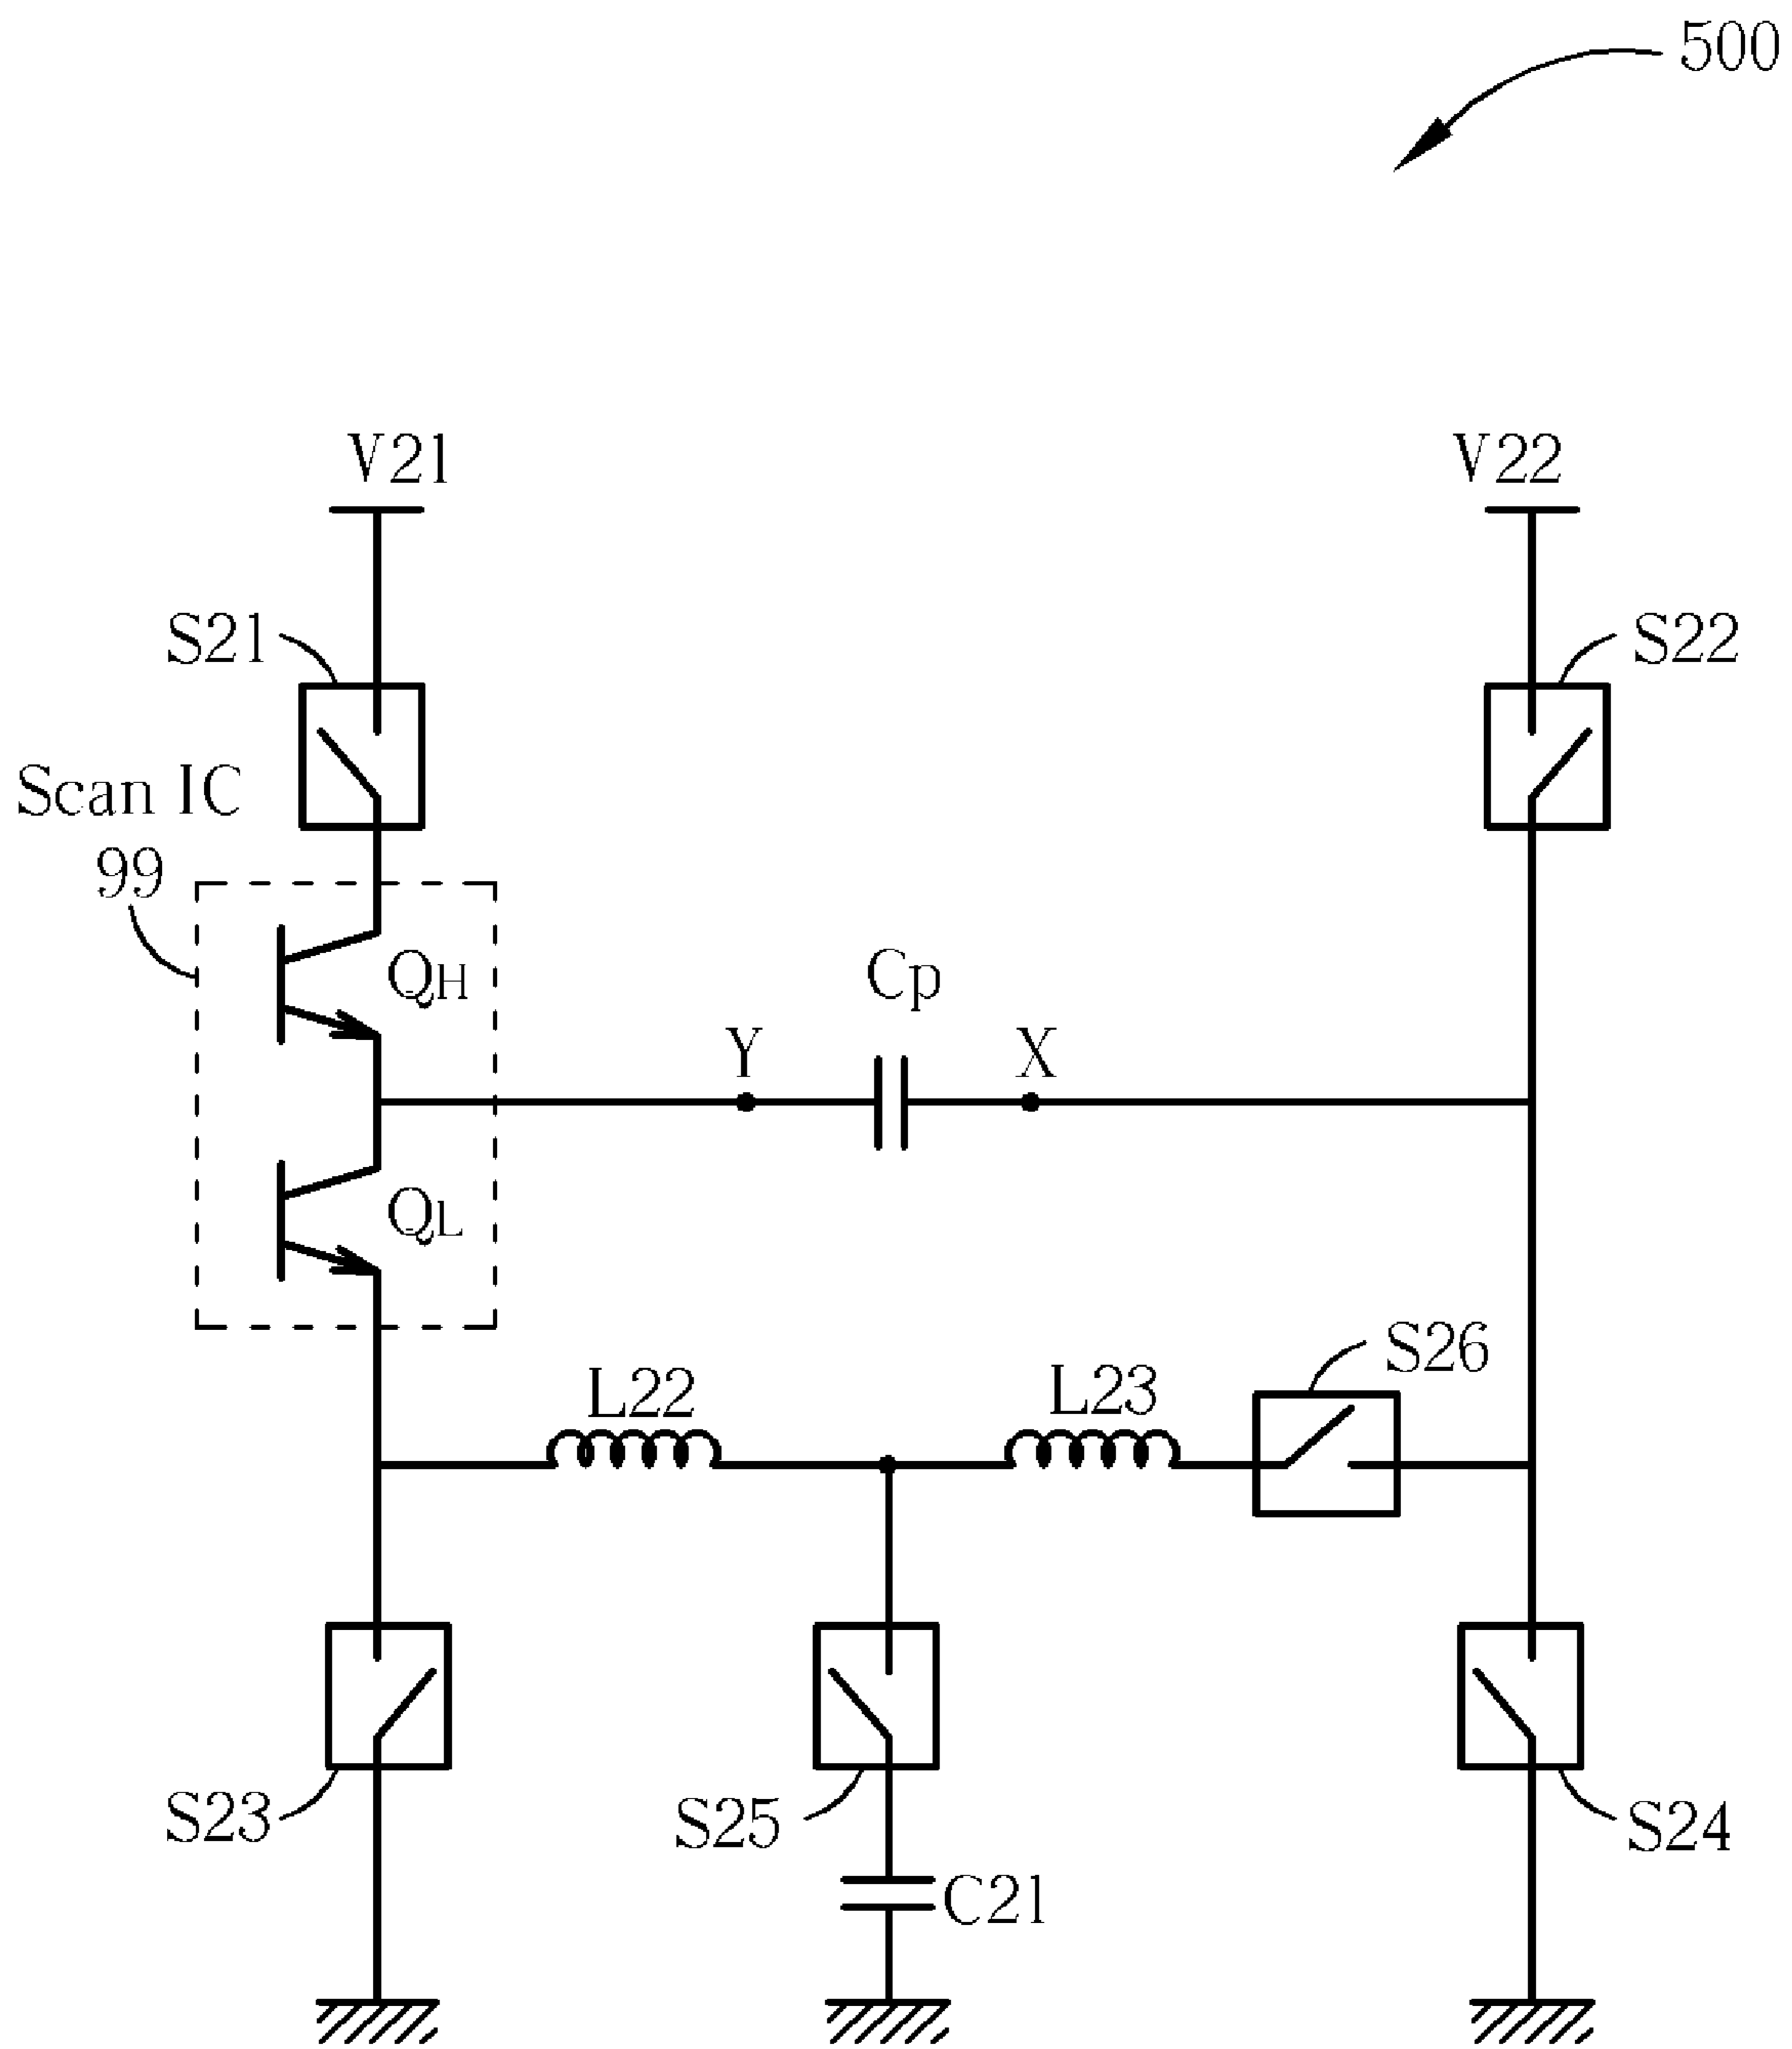 500
V21
V22
S21
S22
Scan IC
99
QH
Cp
Y
X
QL
S26
L22
L23
S23
S25
S24
C21